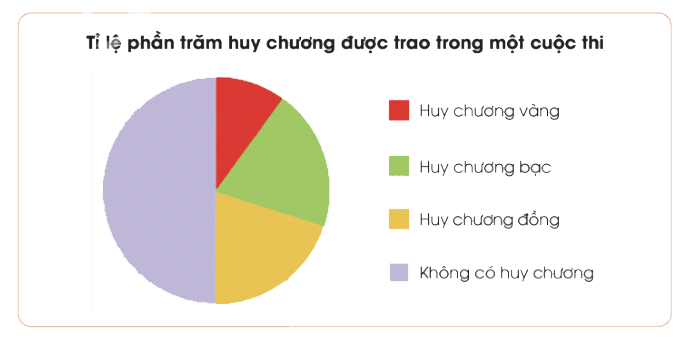 Tỉ lệ phần trăm huy chương được trao trong một cuộc thi
Huy chương vàng
Huy chương bạc
Huy chương đồng
Không có huy chương